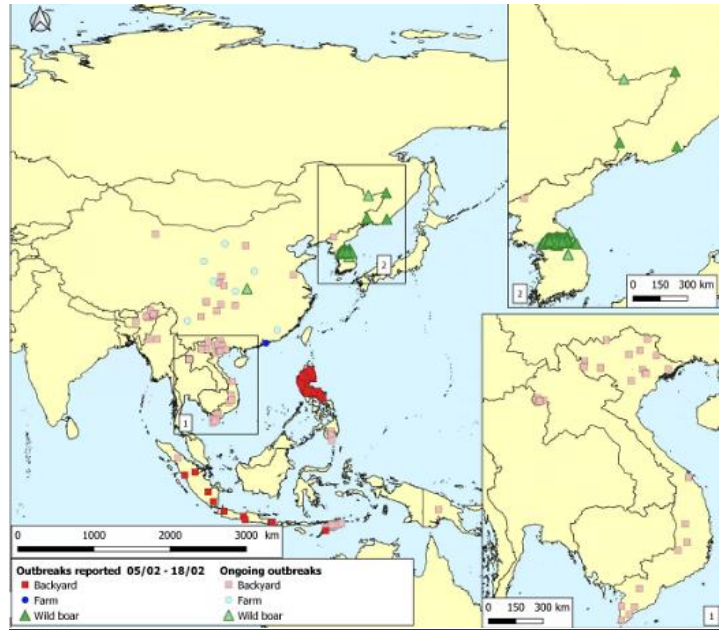 2
0 150 300 km
2
1
0 1000 2000 3000 km
Outbreaks reported 05/02 - 18/02 Ongoing outbreaks
Backyard Backyard
Farm Farm
Wild boar Wild boar
0 150 300 km
1